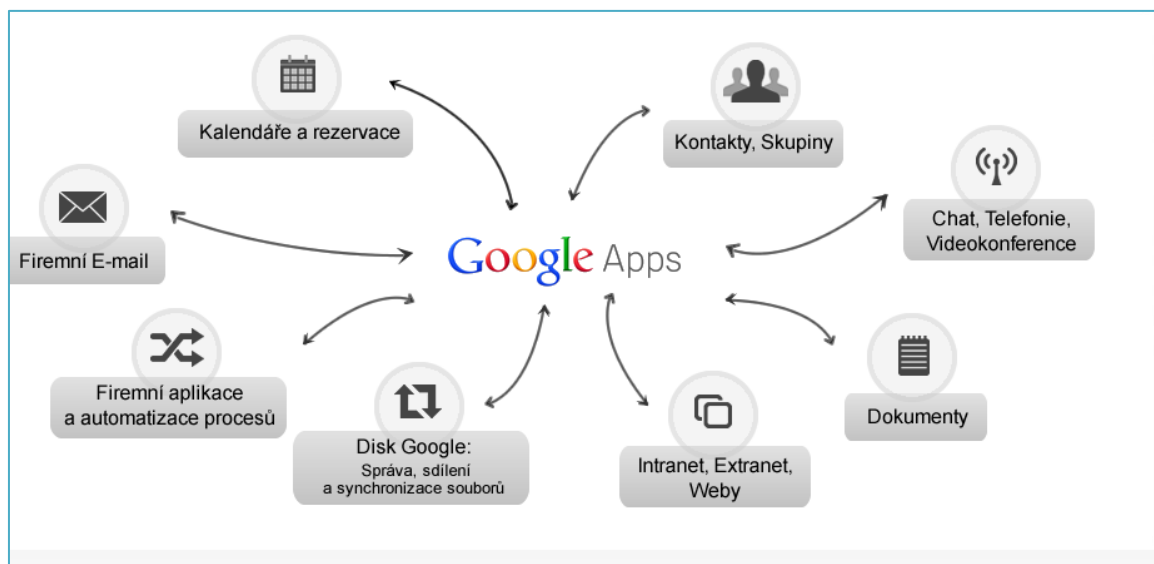 Kalendáře a rezervace
Kontakty, Skupiny
Chat, Telefonie,
Videokonference
Firemní E-mail
Google Apps
Firemní aplikace
a automatizace procesů
Disk Google:
Správa, sdílení
a synchronizace souborů
Intranet, Extranet,
Weby
Dokumenty